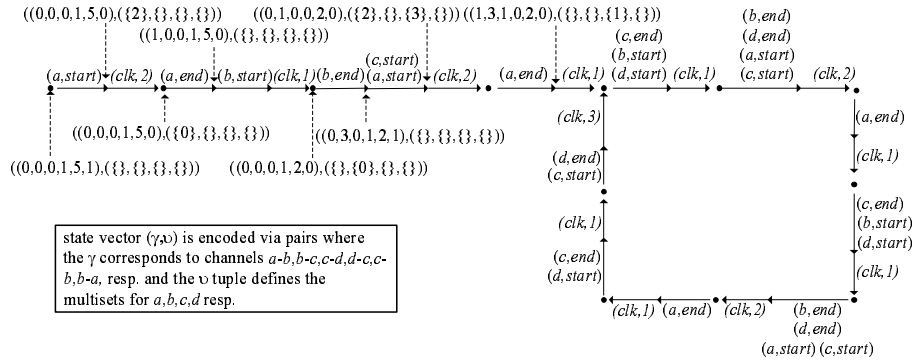 ((0,0,0,1,5,0),({2},{},{},{}) ((0,1,0,0,2,0),({2},{},{3},{})) ((1,3,1,0,2,0),({},{},{1},{}))
((1,0,0,1,5,0),({},{},{},{}))
(b,end)
(c,end)
(d,end)
(c,start)
(b,start)
(a,start)
(a,start) (clk,2) (a,end) (b,start) (clk,1) (b,end) (a,start) (clk,2) (a,end) (clk,1) (d,start) (clk,1) (c,start) (clk,2)
(clk,3)
(a,end)
((0,0,0,1,5,0),({0},{},{},{})) ((0,3,0,1,2,1),({},{},{},{}))
(d,end)
(clk,1)
((0,0,0,1,5,1),({},{},{},{})) ((0,0,0,1,2,0),({},{0},{},{}))
(c,start)
(c,end)
(clk,1)
(b,start)
(d,start)
state vector (γ,υ) is encoded via pairs where
the γ corresponds to channels a-b,b-c,c-d,d-c,c-
b,b-a, resp. and the υ tuple defines the
multisets for a,b,c,d resp.
(c,end)
(d,start)
(clk,1)
(clk,1) (a,end) (clk,2) (b,end)
(d,end)
(a,start) (c,start)